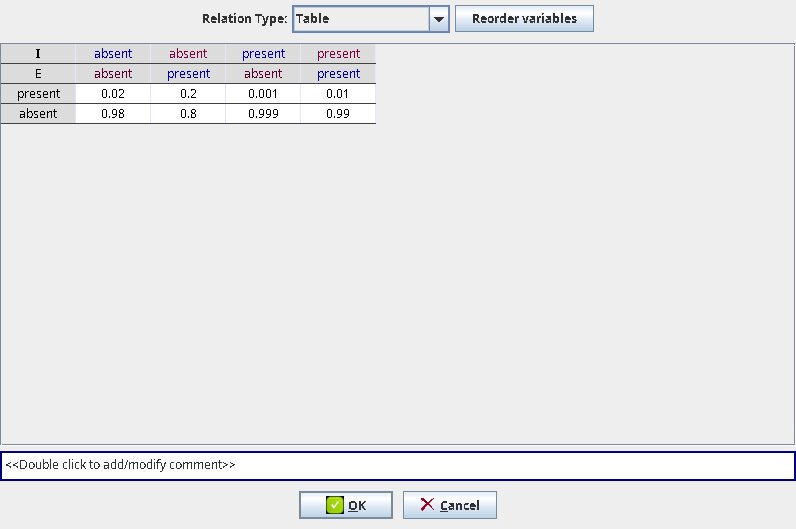 Relation Type: Table Reorder variables
I absent absent present present
E absent present absent present
present 0.02 0.2 0.001 0.01
absent 0.98 0.8 0.999 0.99
<<Double click to add/modify comment>>
OK Cancel